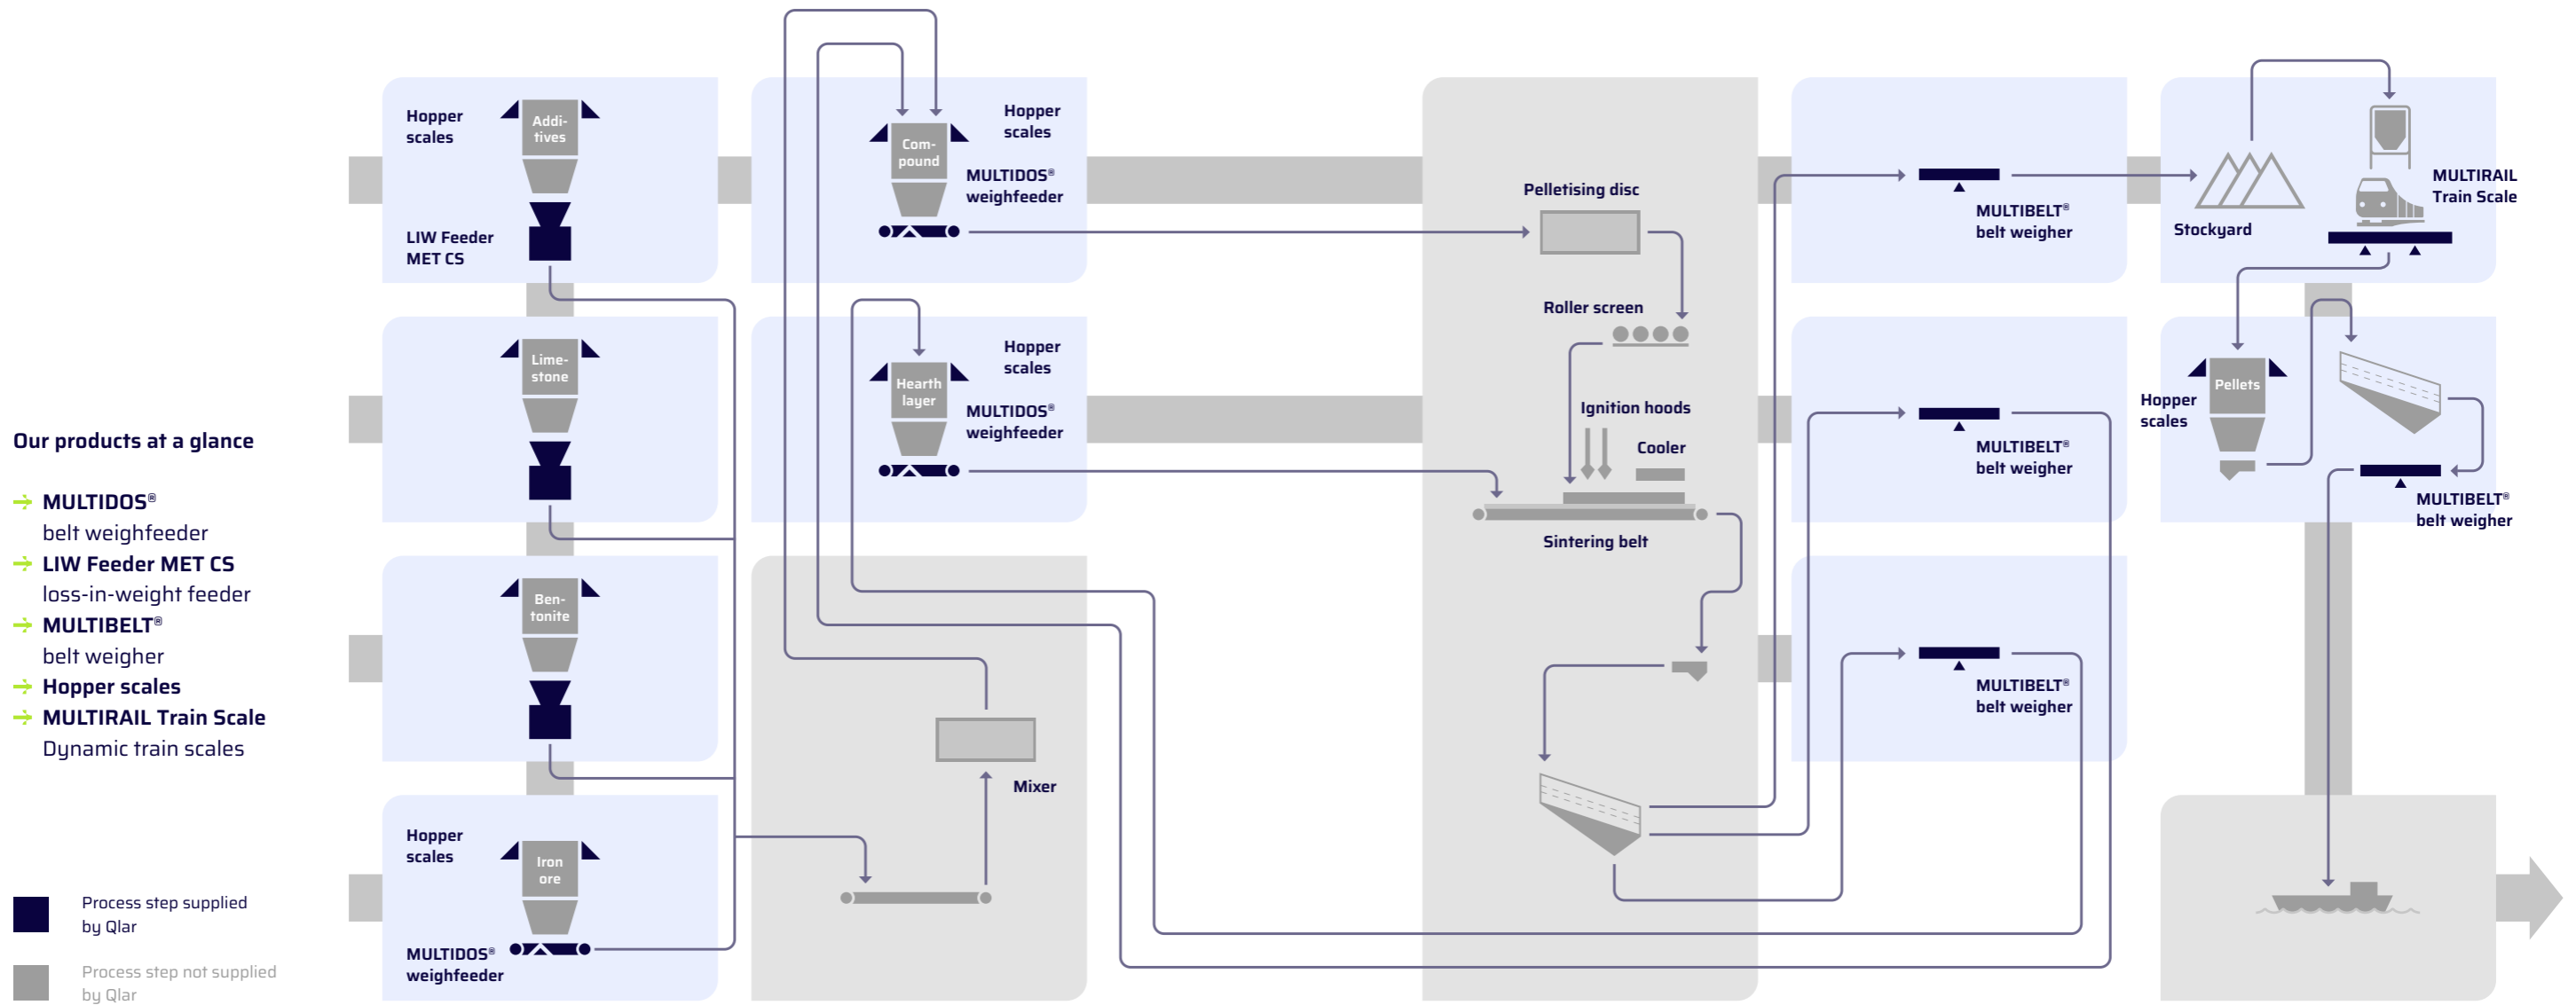 Our products at a glance
MULTIDOS®
belt weighfeeder
LIW Feeder MET CS
loss-in-weight feeder
MULTIBELT®
belt weigher
Hopper scales
MULTIRAIL Train Scale
Dynamic train scales
Process step supplied
by Qlar
Process step not supplied
by Qlar
Hopper
scales
Addi-
tives
LIW Feeder
MET CS
Lime-
stone
Ben-
tonite
Hopper
scales
Iron
ore
MULTIDOS®
weighfeeder
Hopper
scales
Com-
pound
MULTIDOS®
weighfeeder
Hopper
scales
Hearth
layer
MULTIDOS®
weighfeeder
Mixer
Pelletising disc
Roller screen
Ignition hoods
Cooler
Sintering belt
MULTIBELT®
belt weigher
MULTIBELT®
belt weigher
MULTIBELT®
belt weigher
MULTIRAIL
Train Scale
Stockyard
Pellets
Hopper
scales
MULTIBELT®
belt weigher